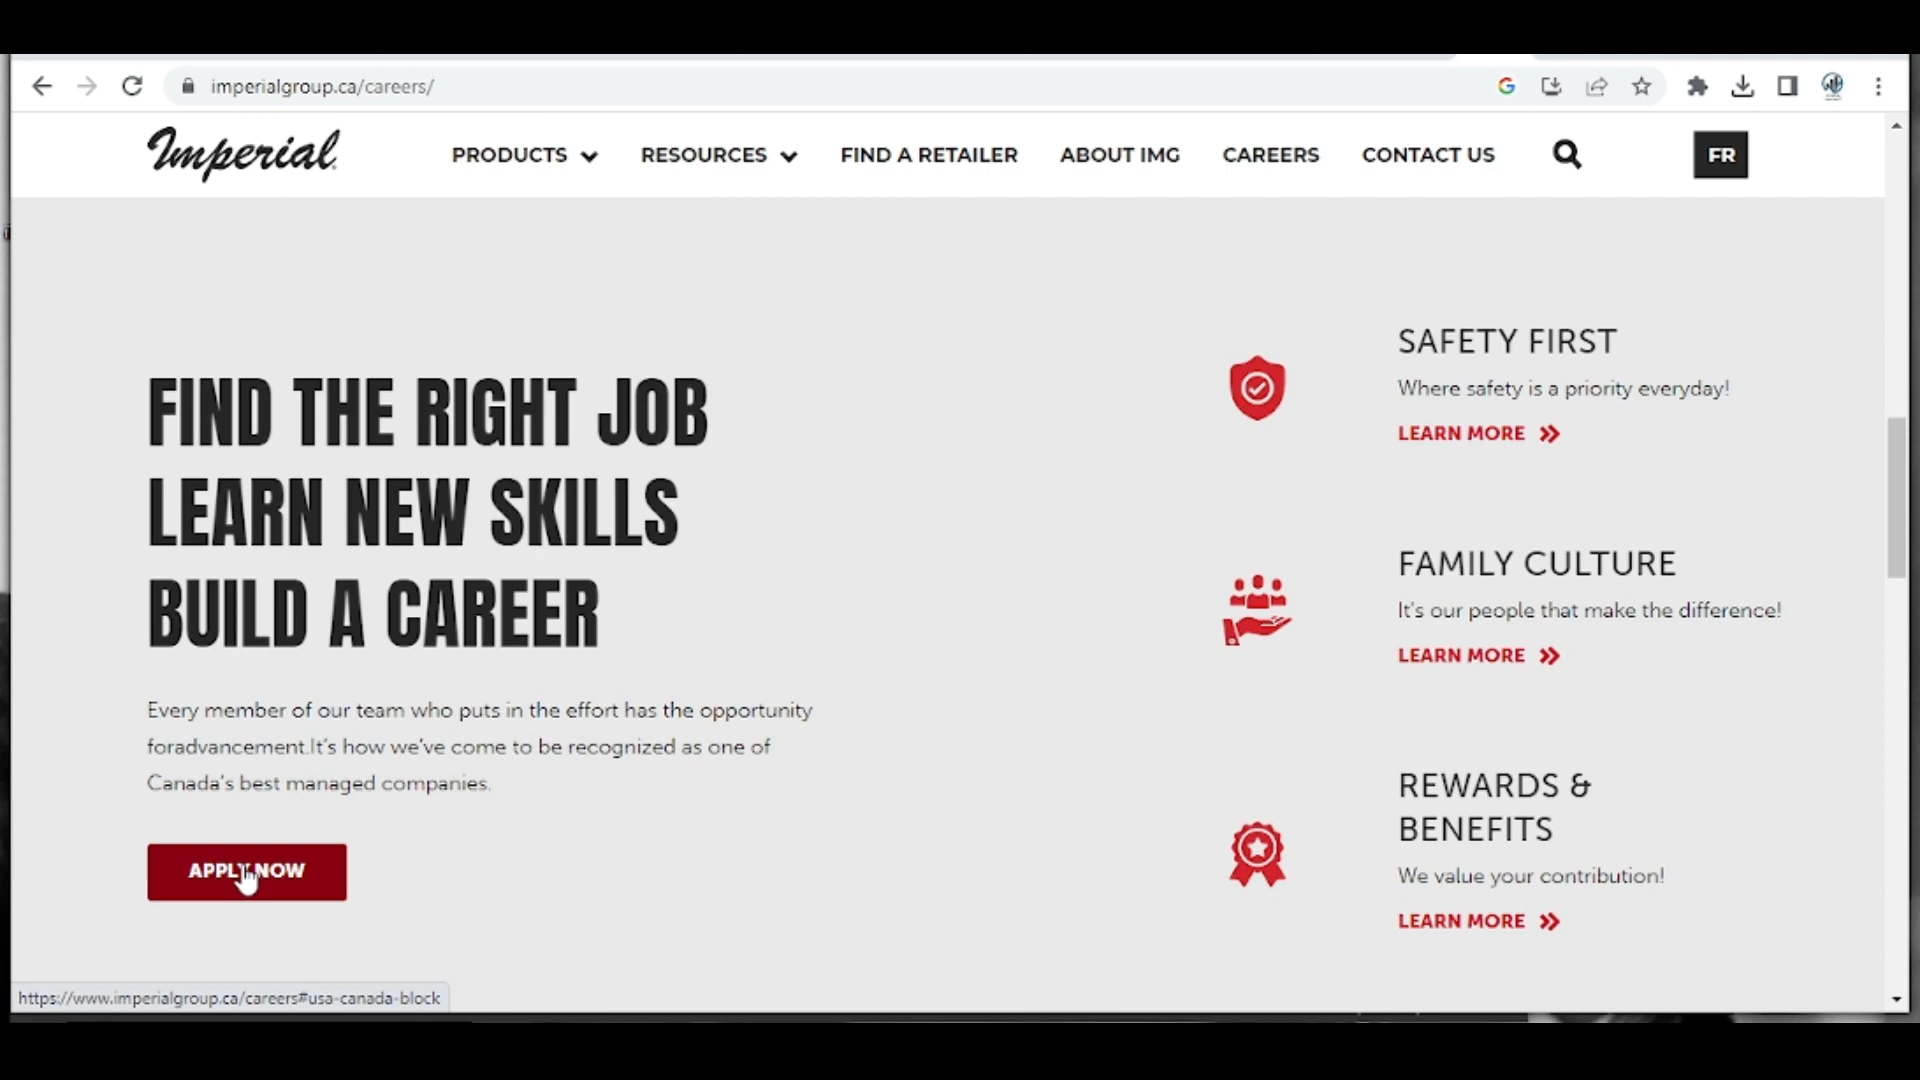 imperialgroup.ca/careers/
Imperial
PRODUCTS RESOURCES FIND A RETAILER ABOUT IMG CAREERS CONTACT US FR
FIND THE RIGHT JOB
LEARN NEW SKILLS
BUILD A CAREER
Every member of our team who puts in the effort has the opportunity
foradvancement.It's how we've come to be recognized as one of
Canada's best managed companies.
APPLY NOW
SAFETY FIRST
Where safety is a priority everyday!
LEARN MORE
FAMILY CULTURE
It's our people that make the difference!
LEARN MORE
REWARDS &
BENEFITS
We value your contribution!
LEARN MORE
https://www.imperialgroup.ca/careers#usa-canada-block